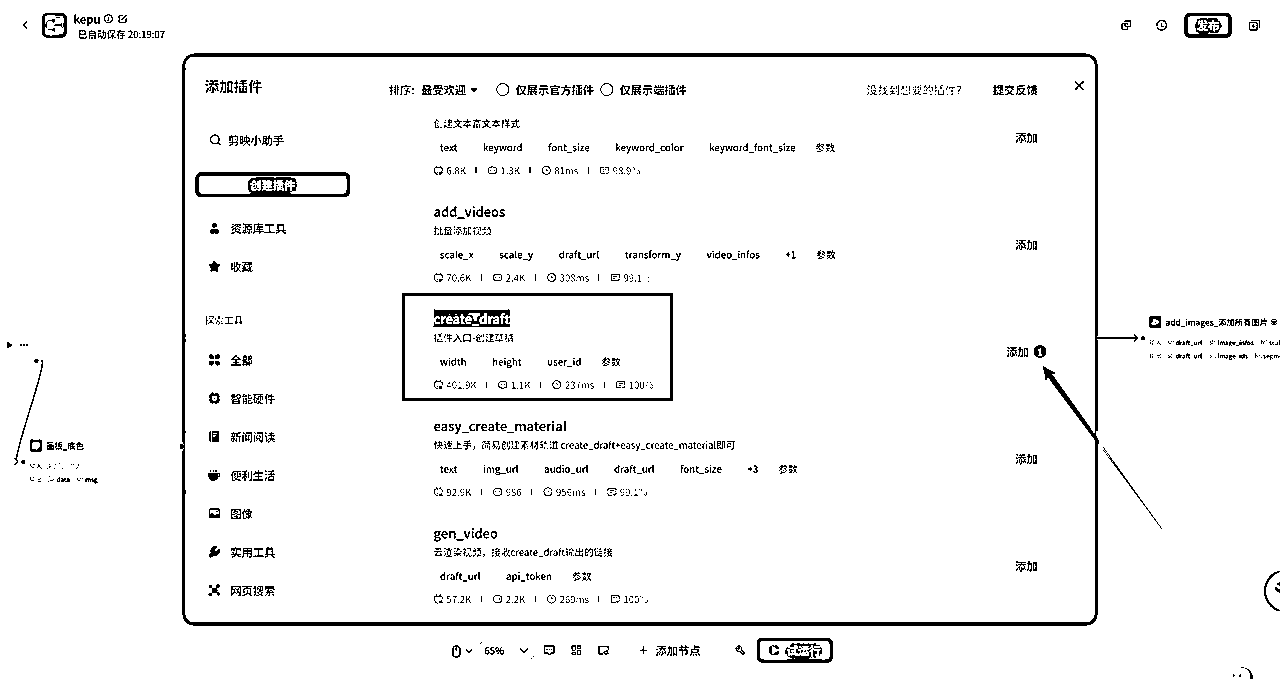 kepu
已自动保存 20:19:07
发布
添加插件
排序: 最受欢迎
仅展示官方插件
仅展示端插件
没找到想要的插件?
提交反馈
剪映小助手
创建插件
资源库工具
收藏
探索工具
全部
智能硬件
新闻阅读
便利生活
图像
实用工具
网页搜索
创建文本富文本样式
text keyword font_size keyword_color keyword_font_size 参数
6.8K 1.3K 81ms 98.9%
添加
add_videos
批量添加视频
scale_x scale_y draft_url transform_y video_infos +1 参数
70.6K 2.4K 308ms
添加
create_draft
插件入口-创建草稿
width height user_id 参数
1.1K 237ms 100%
添加 1
easy_create_material
快速上手，简易创建素材轨道 create_draft+easy_create_material即可
text img_url audio_url draft_url font_size +3 参数
92.9K 986 956ms 99.1%
添加
gen_video
云渲染视频，接收create_draft输出的链接
draft_url api_token 参数
57.2K 2.2K 269ms 100%
添加
画板_底色
data msg
add_images_添加所有图片
draft_url image_infos
draft_url image_ids
65%
添加节点
试运行